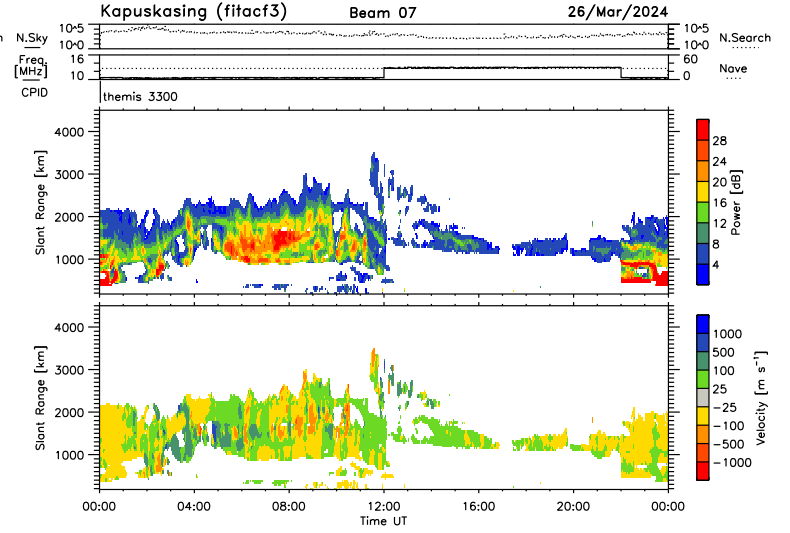 Kapuskasing (fitacf3) Beam 07 26/Mar/2024
n N.Sky 10^5 10^0 10^5 10^0 N.Search
Freq. [MHz] 16 10 60 0 Nave
CPID themis 3300
Slant Range [km]
4000
3000
2000
1000
Power [dB]
28
24
20
16
12
8
4
Slant Range [km]
4000
3000
2000
1000
Velocity [m s⁻¹]
1000
500
100
25
−25
−100
−500
−1000
00:00 04:00 08:00 12:00 16:00 20:00 00:00
Time UT